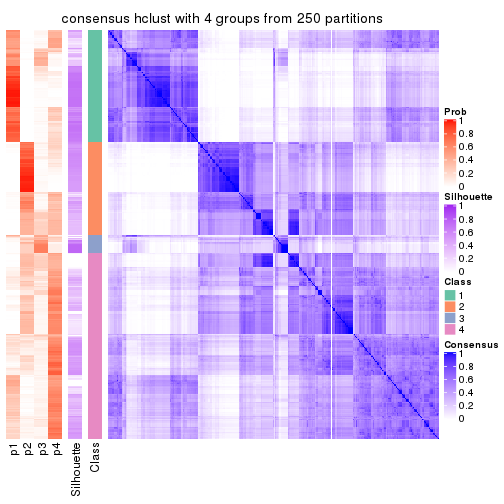 consensus hclust with 4 groups from 250 partitions
Prob
1
0.8
0.6
0.4
0.2
0
Silhouette
1
0.8
0.6
0.4
0.2
0
Class
1
2
3
4
Consensus
1
0.8
0.6
0.4
0.2
0
p1
p2
p3
p4
Silhouette
Class